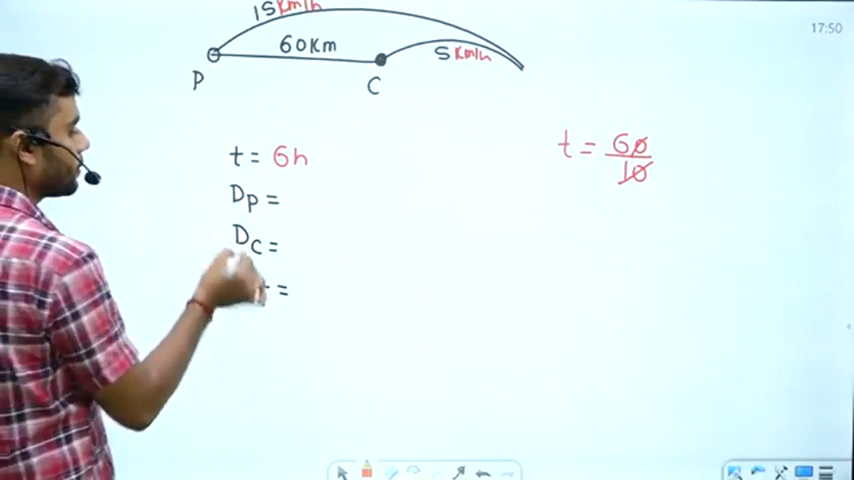 15km/h
17:50
60Km
5km/h
P
C
t = 6h
t = 60/10
Dp =
Dc =
=